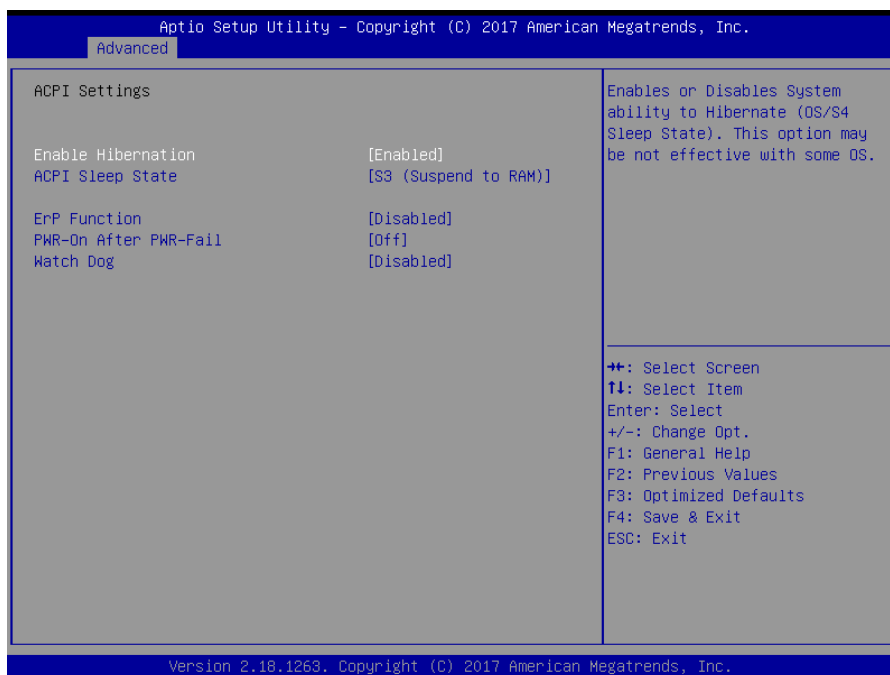 Aptio Setup Utility – Copyright (C) 2017 American Megatrends, Inc.
Advanced
ACPI Settings
Enable Hibernation [Enabled]
ACPI Sleep State [S3 (Suspend to RAM)]
ErP Function [Disabled]
PWR-On After PWR-Fail [Off]
Watch Dog [Disabled]
Enables or Disables System
ability to Hibernate (OS/S4
Sleep State). This option may
be not effective with some OS.
→←: Select Screen
↑↓: Select Item
Enter: Select
+/-: Change Opt.
F1: General Help
F2: Previous Values
F3: Optimized Defaults
F4: Save & Exit
ESC: Exit
Version 2.18.1263. Copyright (C) 2017 American Megatrends, Inc.